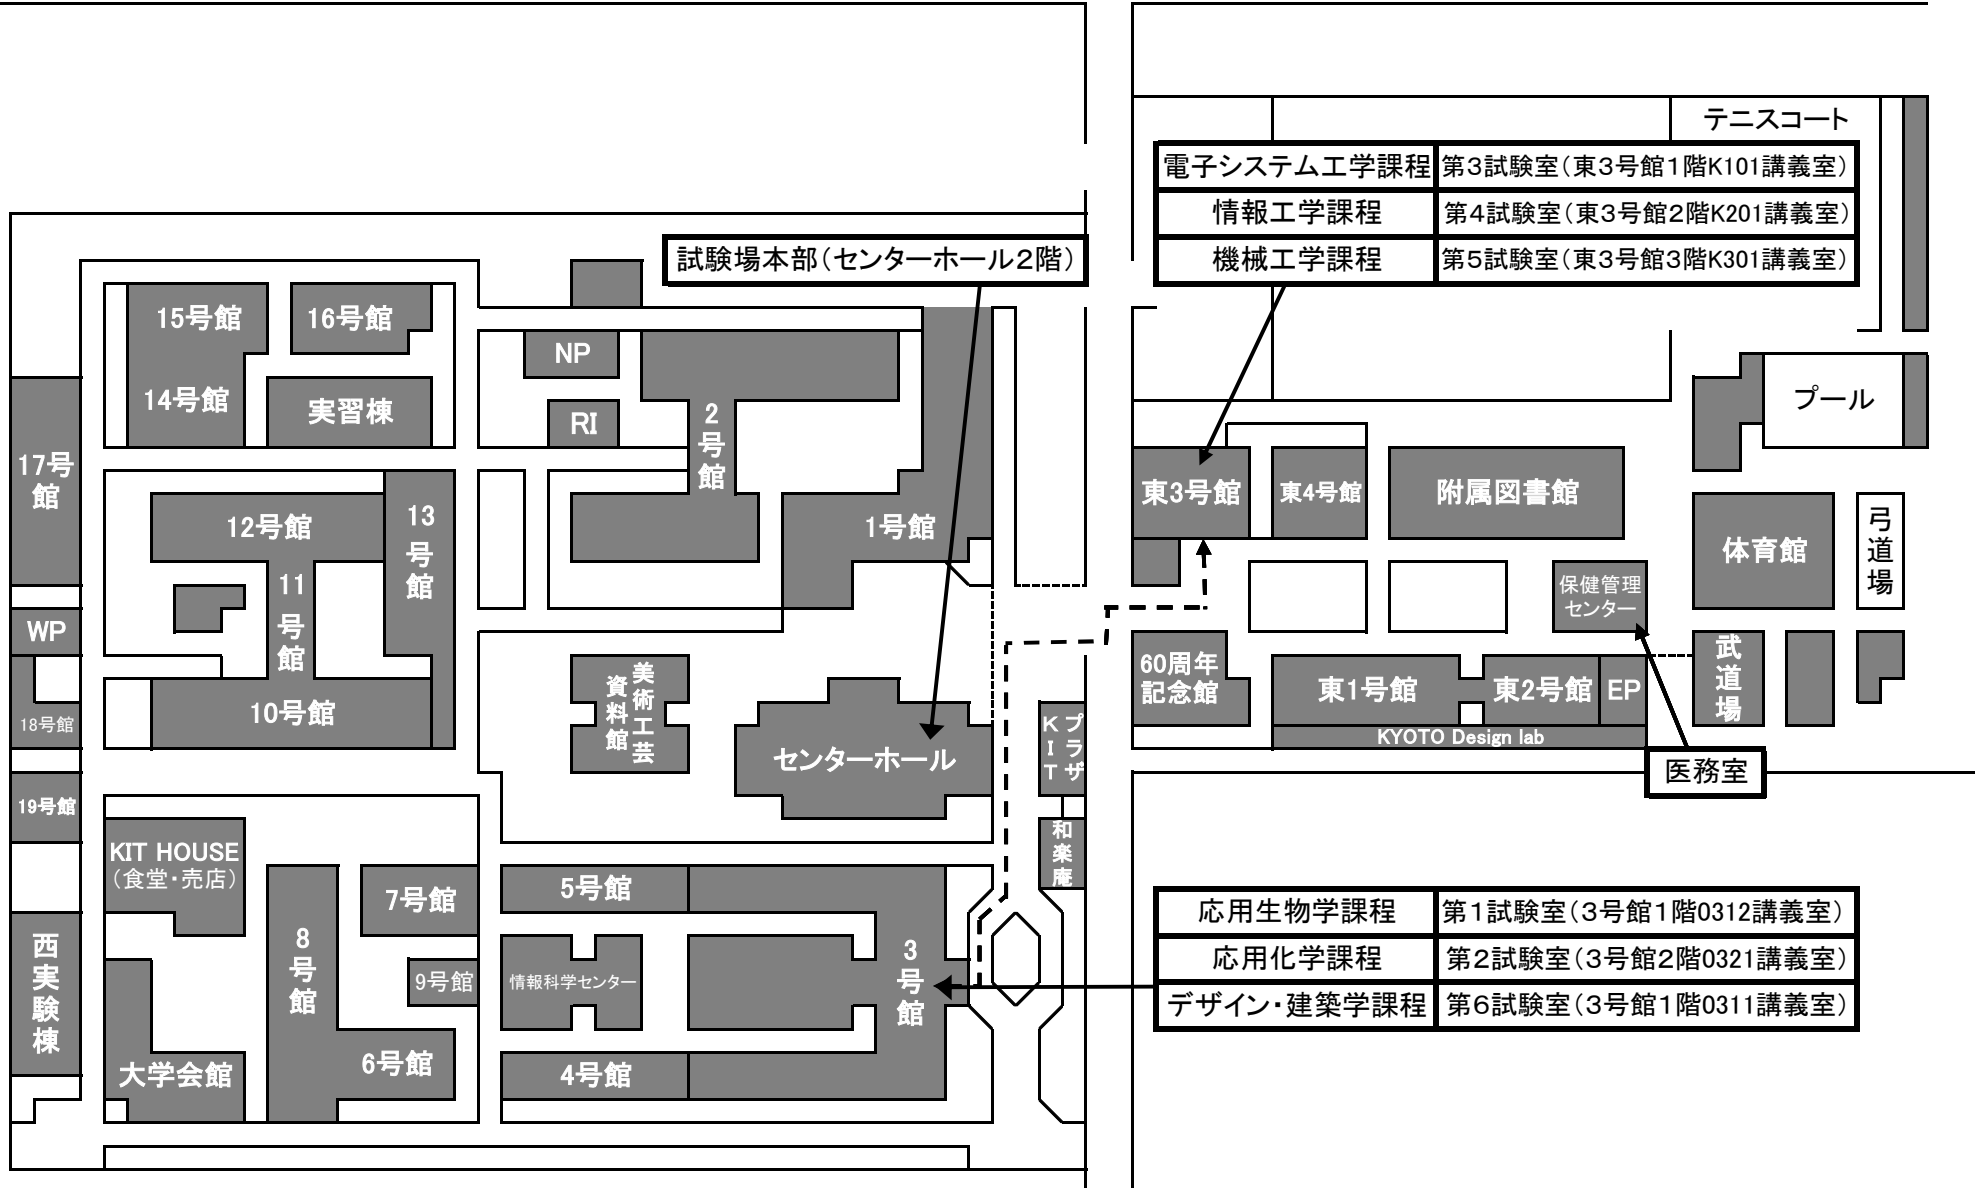 テニスコート
電子システム工学課程 第3試験室（東3号館1階K101講義室）
情報工学課程 第4試験室（東3号館2階K201講義室）
機械工学課程 第5試験室（東3号館3階K301講義室）
試験場本部（センターホール2階）
15号館
16号館
14号館
実習棟
NP
RI
2号館
プール
17号館
12号館
13号館
11号館
1号館
東3号館
東4号館
附属図書館
体育館
弓道場
保健管理
センター
WP
18号館
10号館
美術工芸
資料館
センターホール
KIT
プラザ
60周年
記念館
東1号館
東2号館
EP
武道場
KYOTO Design lab
医務室
19号館
KIT HOUSE
（食堂・売店）
7号館
5号館
和楽庵
8号館
9号館
情報科学センター
3号館
西実験棟
大学会館
6号館
4号館
応用生物学課程 第1試験室（3号館1階0312講義室）
応用化学課程 第2試験室（3号館2階0321講義室）
デザイン・建築学課程 第6試験室（3号館1階0311講義室）